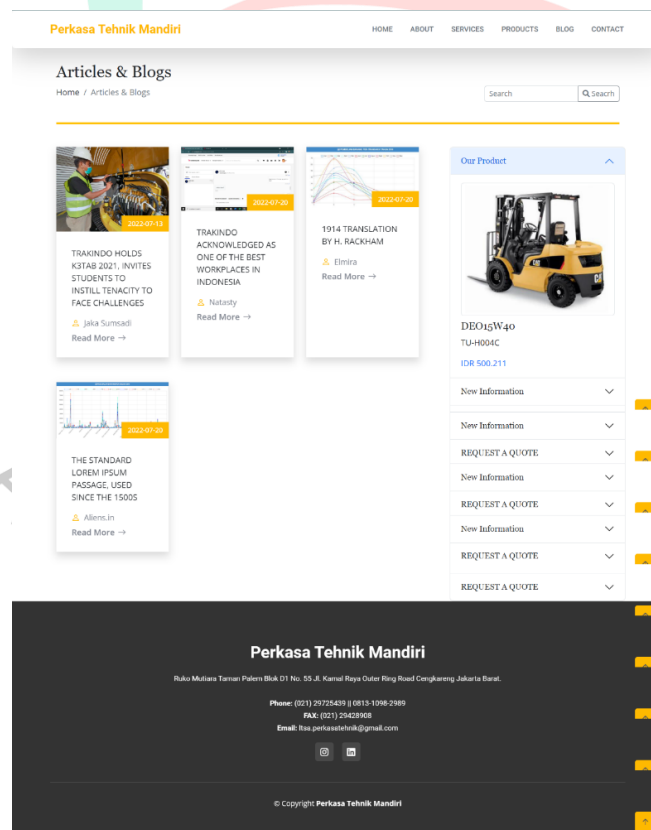 Perkasa Tehnik Mandiri
HOME ABOUT SERVICES PRODUCTS BLOG CONTACT
Articles & Blogs
Home / Articles & Blogs
Search
Seacrh
2022-07-13
TRAKINDO HOLDS
K3TAB 2021, INVITES
STUDENTS TO
INSTILL TENACITY TO
FACE CHALLENGES
Jaka Sumsadi
Read More →
2022-07-20
TRAKINDO
ACKNOWLEDGED AS
ONE OF THE BEST
WORKPLACES IN
INDONESIA
Natasty
Read More →
2022-07-20
1914 TRANSLATION
BY H. RACKHAM
Elmira
Read More →
2022-07-20
THE STANDARD
LOREM IPSUM
PASSAGE, USED
SINCE THE 1500S
Aliens.in
Read More →
Our Product
CAT
DEO15W40
TU-H004C
IDR 500.211
New Information
New Information
REQUEST A QUOTE
New Information
REQUEST A QUOTE
New Information
REQUEST A QUOTE
REQUEST A QUOTE
Perkasa Tehnik Mandiri
Ruko Mutiara Taman Palem Blok D1 No. 55 Jl. Kamal Raya Outer Ring Road Cengkareng Jakarta Barat.
Phone: (021) 29725439 || 0813-1098-2989
FAX: (021) 29428908
Email: ltss.perkasatehnik@gmail.com
© Copyright Perkasa Tehnik Mandiri